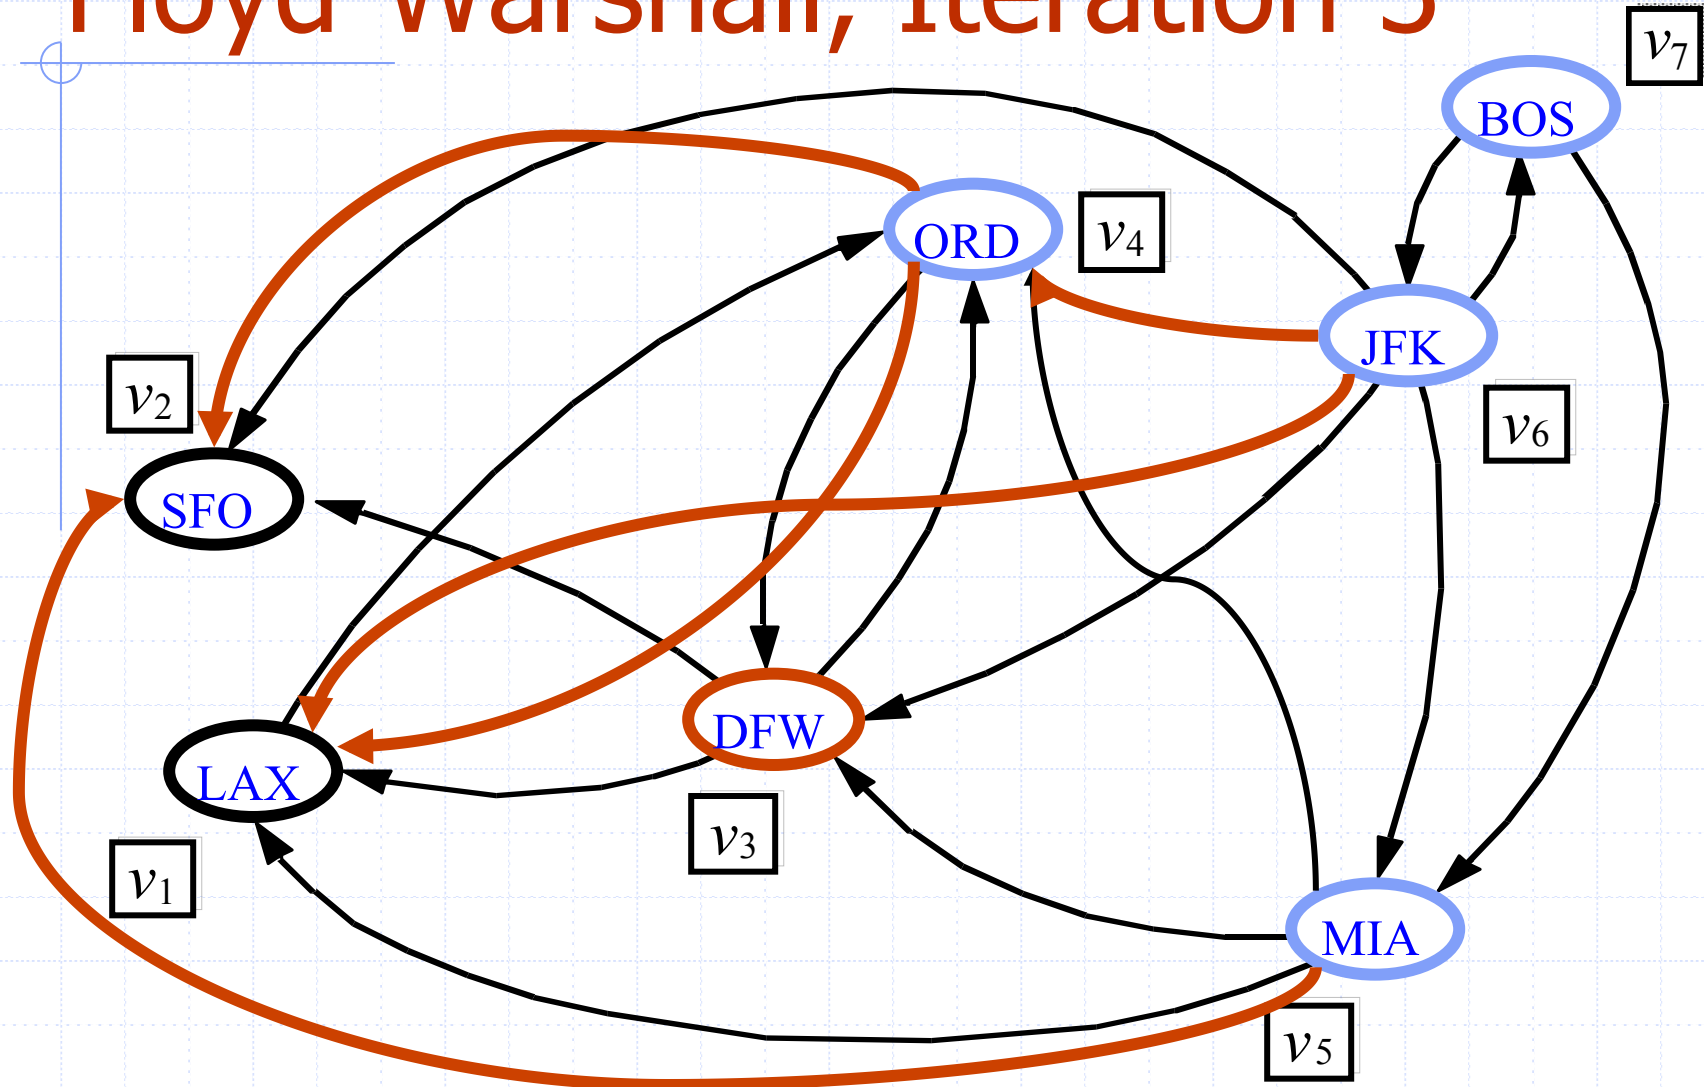 Floyd Warshall, Iteration 3
v7
BOS
ORD
v4
JFK
v2
v6
SFO
DFW
LAX
v3
v1
MIA
v5